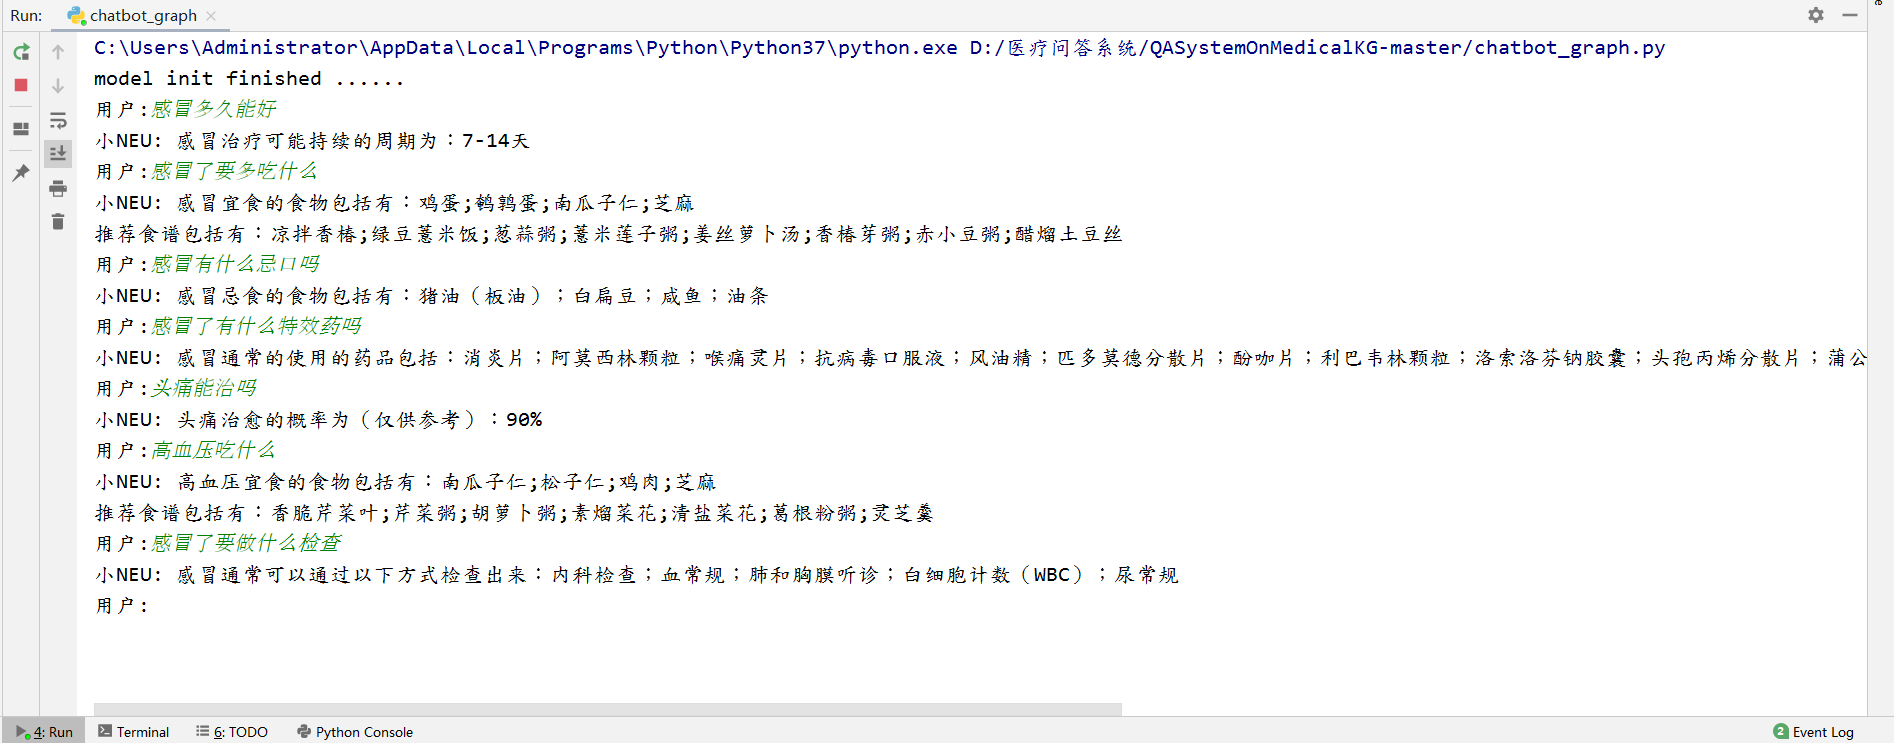 Run: chatbot_graph
C:\Users\Administrator\AppData\Local\Programs\Python\Python37\python.exe D:/医疗问答系统/QASystemOnMedicalKG-master/chatbot_graph.py
model init finished ......
用户:感冒多久能好
小NEU: 感冒治疗可能持续的周期为：7-14天
用户:感冒了要多吃什么
小NEU: 感冒宜食的食物包括有：鸡蛋;鹌鹑蛋;南瓜子仁;芝麻
推荐食谱包括有：凉拌香椿;绿豆薏米饭;葱蒜粥;薏米莲子粥;姜丝萝卜汤;香椿芽粥;赤小豆粥;醋熘土豆丝
用户:感冒有什么忌口吗
小NEU: 感冒忌食的食物包括有：猪油（板油）；白扁豆；咸鱼；油条
用户:感冒了有什么特效药吗
小NEU: 感冒通常的使用的药品包括：消炎片；阿莫西林颗粒；喉痛灵片；抗病毒口服液；风油精；匹多莫德分散片；酚咖片；利巴韦林颗粒；洛索洛芬钠胶囊；头孢丙烯分散片；蒲公
用户:头痛能治吗
小NEU: 头痛治愈的概率为（仅供参考）：90%
用户:高血压吃什么
小NEU: 高血压宜食的食物包括有：南瓜子仁;松子仁;鸡肉;芝麻
推荐食谱包括有：香脆芹菜叶;芹菜粥;胡萝卜粥;素熘菜花;清盐菜花;葛根粉粥;灵芝羹
用户:感冒了要做什么检查
小NEU: 感冒通常可以通过以下方式检查出来：内科检查；血常规；肺和胸膜听诊；白细胞计数（WBC）；尿常规
用户:
4: Run Terminal 6: TODO Python Console 2 Event Log